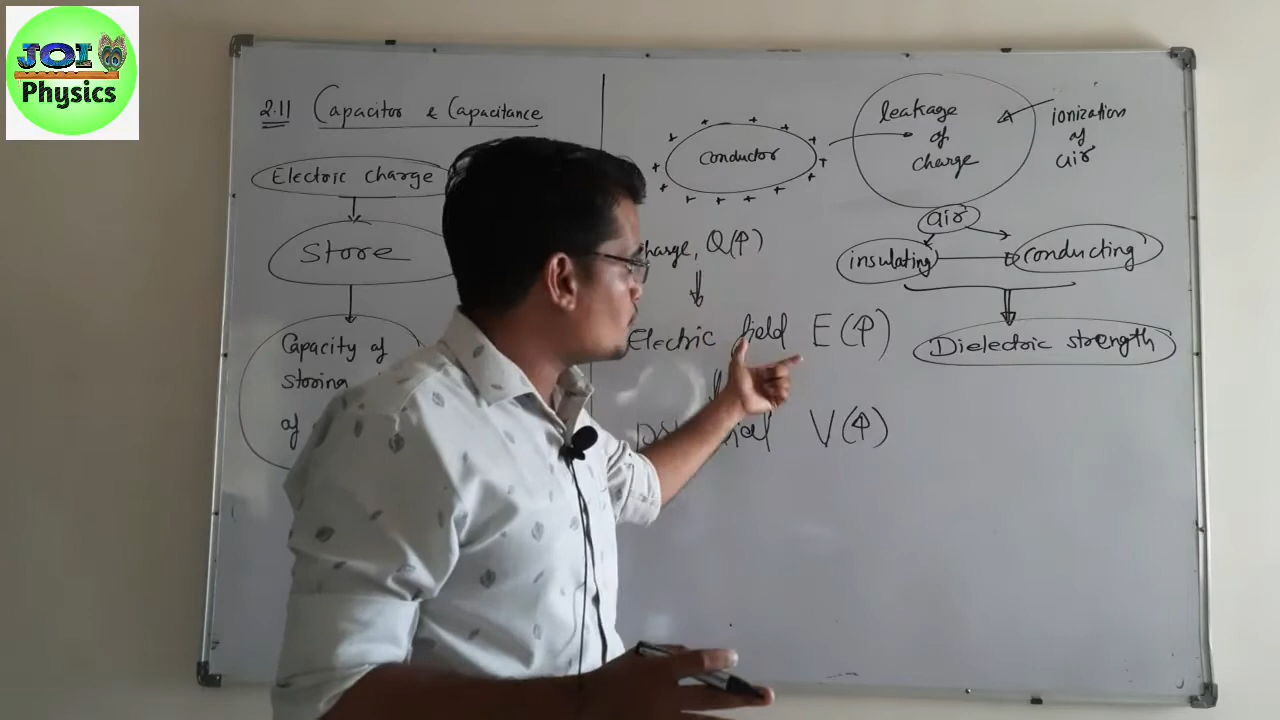 JOI
Physics
2.11 Capacitor & Capacitance
Electric charge
Store
Capacity of
storing
of
Conductor
leakage
of
charge
ionization
of
air
air
insulating
conducting
Dielectric strength
charge, Q(↑)
Electric field E(↑)
V(↑)